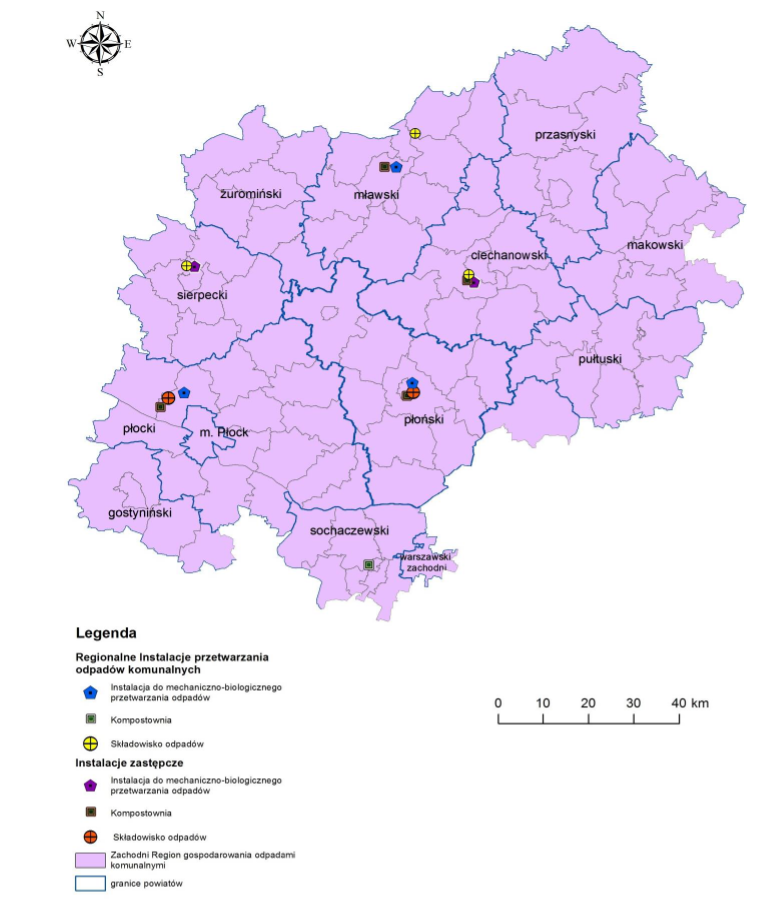 N
W E
S
przasnyski
żuromiński
mławski
makowski
ciechanowski
sierpecki
pułtuski
płoński
płocki
m. Płock
gostyniński
sochaczewski
warszawski
zachodni
Legenda
Regionalne Instalacje przetwarzania
odpadów komunalnych
Instalacja do mechaniczno-biologicznego
przetwarzania odpadów
Kompostownia
Składowisko odpadów
Instalacje zastępcze
Instalacja do mechaniczno-biologicznego
przetwarzania odpadów
Kompostownia
Składowisko odpadów
Zachodni Region gospodarowania odpadami
komunalnymi
granice powiatów
0 10 20 30 40 km